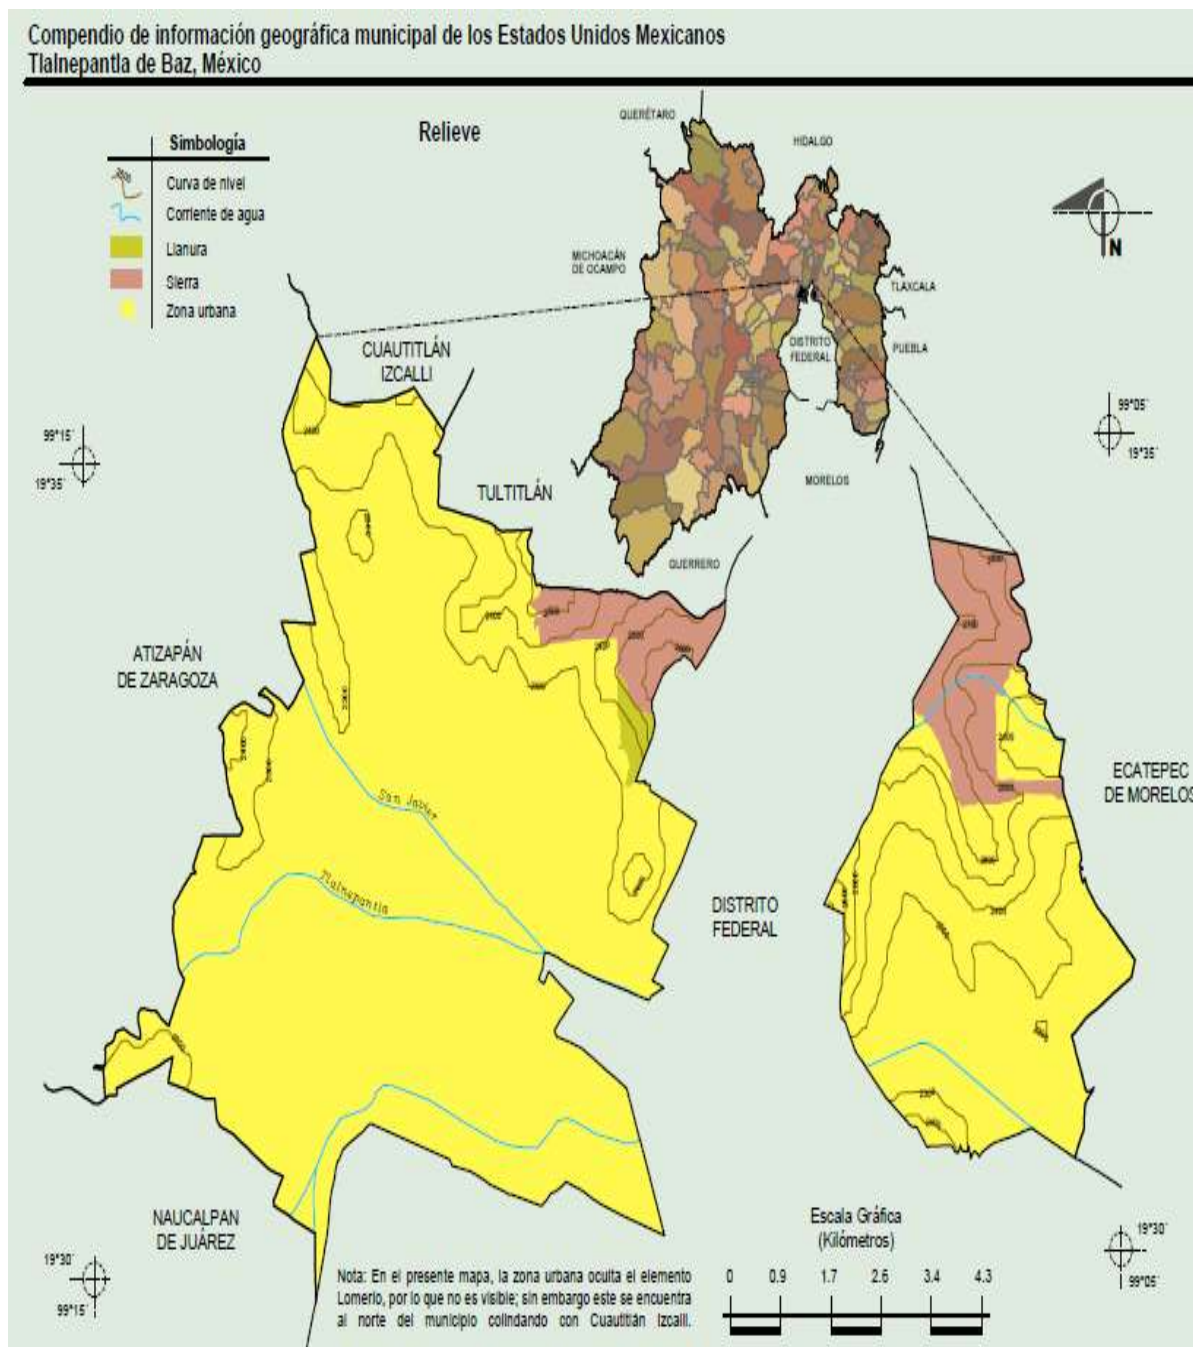 Compendio de información geográfica municipal de los Estados Unidos Mexicanos
Tlalnepantla de Baz, México
Relieve
Simbología
Curva de nivel
Corriente de agua
Llanura
Sierra
Zona urbana
QUERÉTARO
HIDALGO
MICHOACÁN
DE OCAMPO
TLAXCALA
DISTRITO
FEDERAL
PUEBLA
MORELOS
GUERRERO
N
99°15´
19°35´
99°05´
19°35´
CUAUTITLÁN
IZCALLI
TULTITLÁN
ATIZAPÁN
DE ZARAGOZA
San Javier
Tlalnepantla
ECATEPEC
DE MORELOS
DISTRITO
FEDERAL
NAUCALPAN
DE JUÁREZ
19°30´
99°15´
Nota: En el presente mapa, la zona urbana oculta el elemento
Lomerío, por lo que no es visible; sin embargo este se encuentra
al norte del municipio colindando con Cuautitlán Izcalli.
Escala Gráfica
(Kilómetros)
0 0.9 1.7 2.6 3.4 4.3
19°30´
99°05´